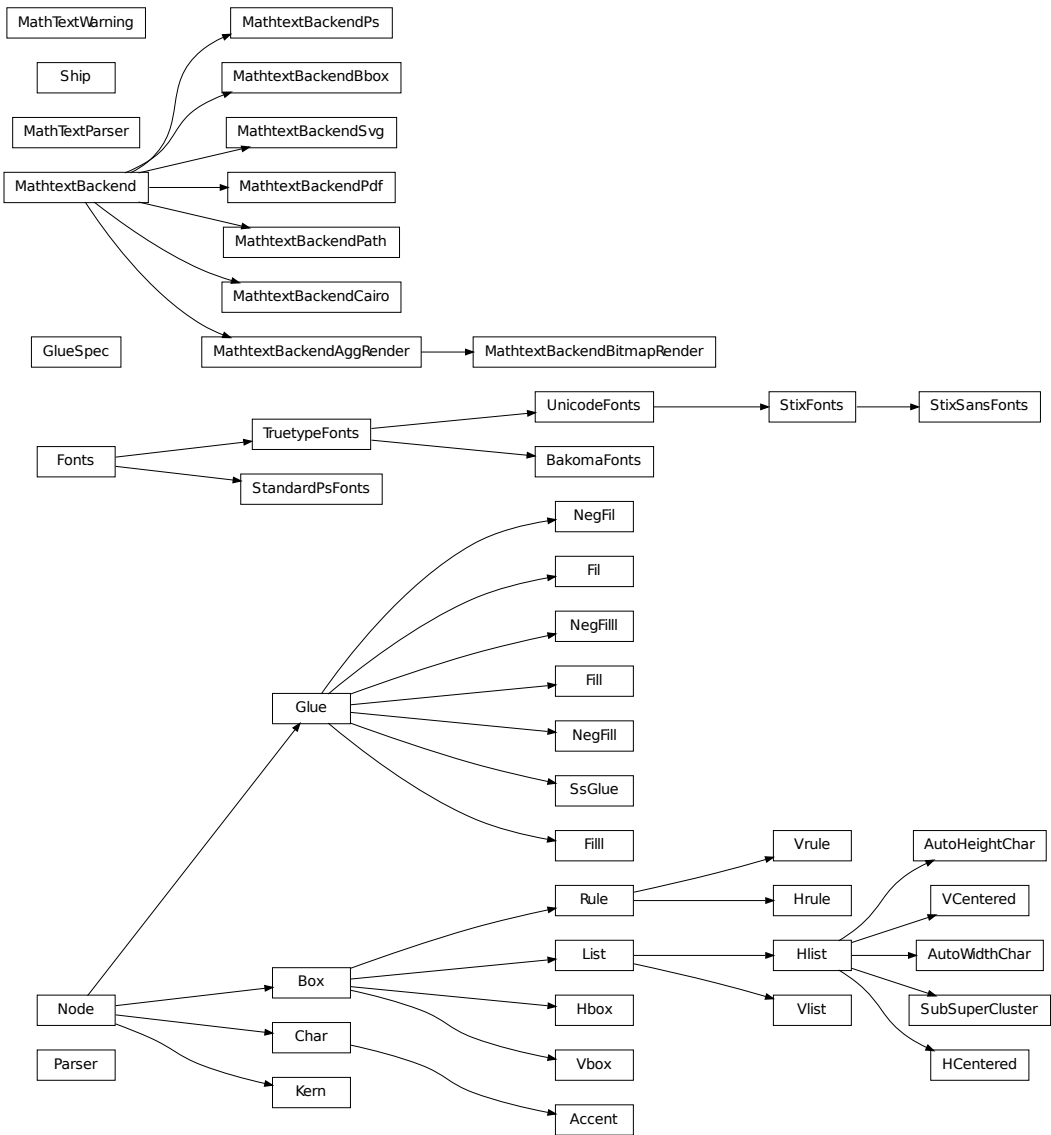 MathTextWarning
MathtextBackendPs
Ship
MathtextBackendBbox
MathTextParser
MathtextBackendSvg
MathtextBackend
MathtextBackendPdf
MathtextBackendPath
MathtextBackendCairo
GlueSpec
MathtextBackendAggRender
MathtextBackendBitmapRender
UnicodeFonts
StixFonts
StixSansFonts
TruetypeFonts
Fonts
BakomaFonts
StandardPsFonts
NegFil
Fil
NegFilll
Fill
Glue
NegFill
SsGlue
Filll
Vrule
AutoHeightChar
Rule
Hrule
VCentered
List
Hlist
AutoWidthChar
Box
Node
Hbox
Vlist
SubSuperCluster
Char
Parser
Vbox
HCentered
Kern
Accent